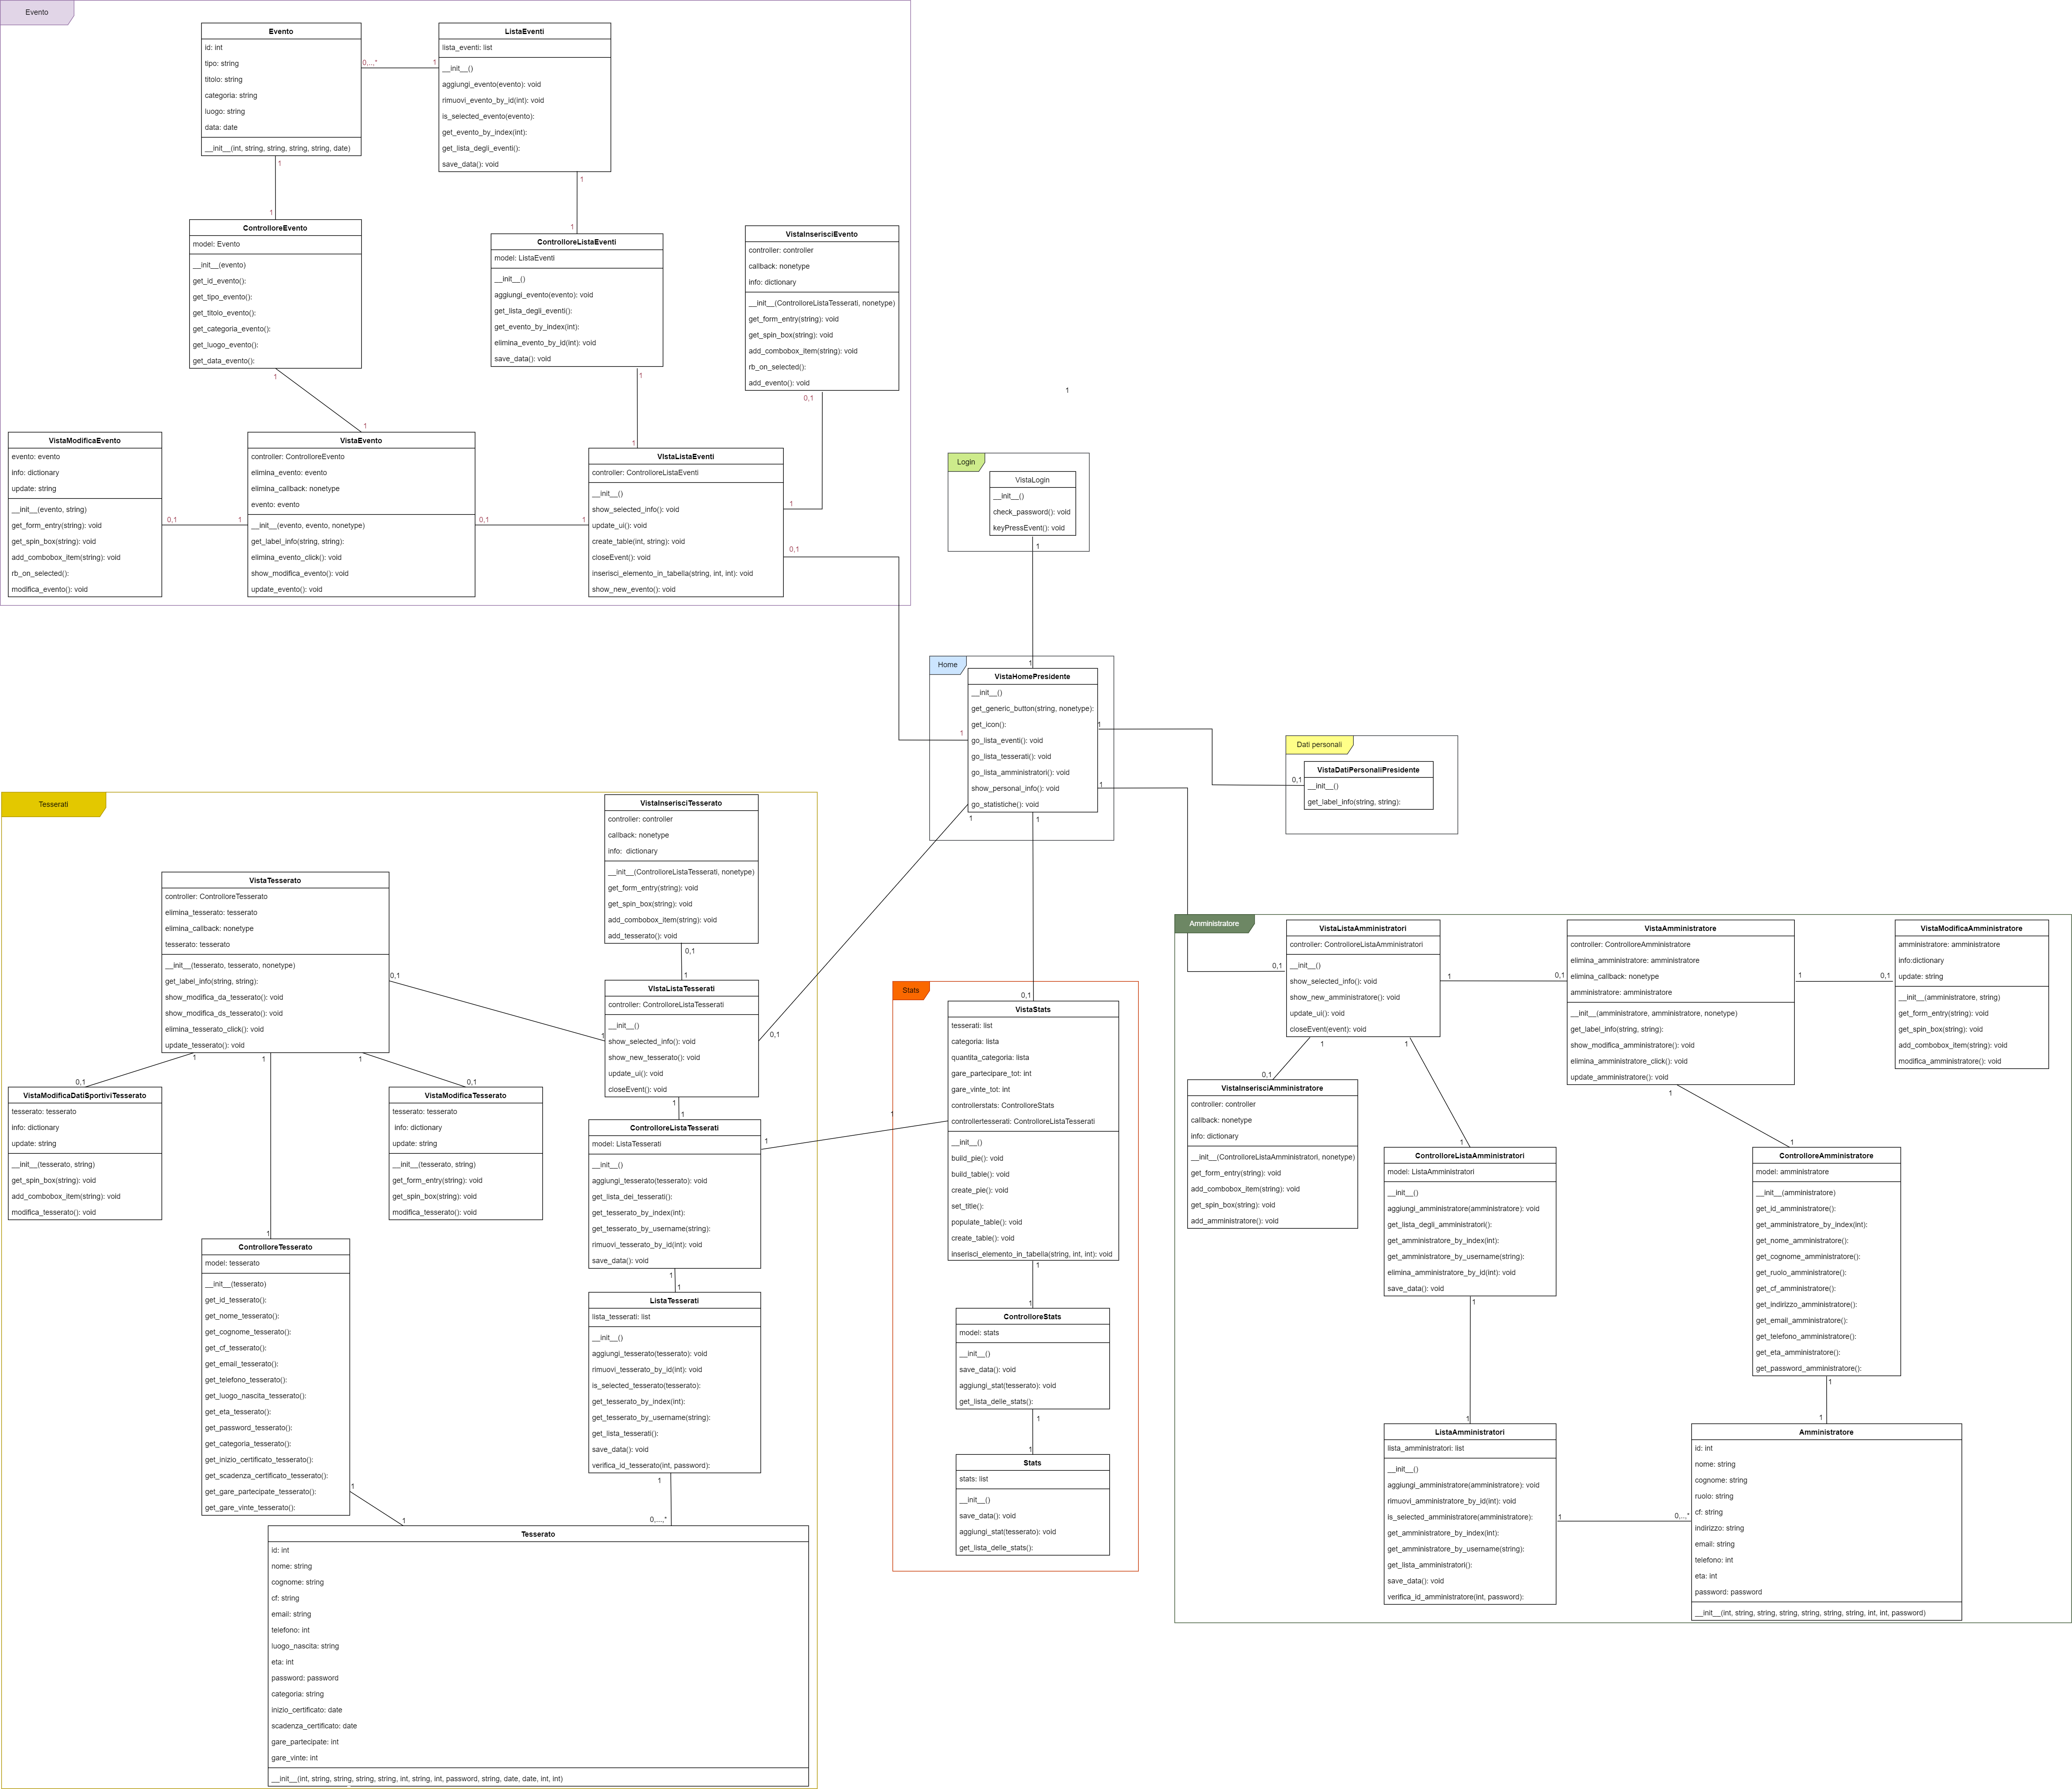 Evento
Evento
id: int
tipo: string
titolo: string
categoria: string
luogo: string
data: date
__init__(int, string, string, string, string, date)
0,..,*
1
ListaEventi
lista_eventi: list
__init__()
aggiungi_evento(evento): void
rimuovi_evento_by_id(int): void
is_selected_evento(evento):
get_evento_by_index(int):
get_lista_degli_eventi():
save_data(): void
1
1
1
1
ControlloreEvento
model: Evento
__init__(evento)
get_id_evento():
get_tipo_evento():
get_titolo_evento():
get_categoria_evento():
get_luogo_evento():
get_data_evento():
ControlloreListaEventi
model: ListaEventi
__init__()
aggiungi_evento(evento): void
get_lista_degli_eventi():
get_evento_by_index(int):
elimina_evento_by_id(int): void
save_data(): void
VistaInserisciEvento
controller: controller
callback: nonetype
info: dictionary
__init__(ControlloreListaTesserati, nonetype)
get_form_entry(string): void
get_spin_box(string): void
add_combobox_item(string): void
rb_on_selected():
add_evento(): void
1
1
1
1
0,1
1
VistaModificaEvento
evento: evento
info: dictionary
update: string
__init__(evento, string)
get_form_entry(string): void
get_spin_box(string): void
add_combobox_item(string): void
rb_on_selected():
modifica_evento(): void
0,1
1
VistaEvento
controller: ControlloreEvento
elimina_evento: evento
elimina_callback: nonetype
evento: evento
__init__(evento, evento, nonetype)
get_label_info(string, string):
elimina_evento_click(): void
show_modifica_evento(): void
update_evento(): void
0,1
1
VIstaListaEventi
controller: ControlloreListaEventi
__init__()
show_selected_info(): void
update_ui(): void
create_table(int, string): void
closeEvent(): void
inserisci_elemento_in_tabella(string, int, int): void
show_new_evento(): void
0,1
1
1
Login
VistaLogin
__init__()
check_password(): void
keyPressEvent(): void
1
1
Home
VistaHomePresidente
__init__()
get_generic_button(string, nonetype):
get_icon():
go_lista_eventi(): void
go_lista_tesserati(): void
go_lista_amministratori(): void
show_personal_info(): void
go_statistiche(): void
1
1
1
1
0,1
Dati personali
VistaDatiPersonaliPresidente
__init__()
get_label_info(string, string):
Tesserati
VistaInserisciTesserato
controller: controller
callback: nonetype
info:  dictionary
__init__(ControlloreListaTesserati, nonetype)
get_form_entry(string): void
get_spin_box(string): void
add_combobox_item(string): void
add_tesserato(): void
0,1
1
VistaTesserato
controller: ControlloreTesserato
elimina_tesserato: tesserato
elimina_callback: nonetype
tesserato: tesserato
__init__(tesserato, tesserato, nonetype)
get_label_info(string, string):
show_modifica_da_tesserato(): void
show_modifica_ds_tesserato(): void
elimina_tesserato_click(): void
update_tesserato(): void
0,1
1
VistaListaTesserati
controller: ControlloreListaTesserati
__init__()
show_selected_info(): void
show_new_tesserato(): void
update_ui(): void
closeEvent(): void
0,1
1
1
1
1
1
0,1
0,1
VistaModificaDatiSportiviTesserato
tesserato: tesserato
info: dictionary
update: string
__init__(tesserato, string)
get_spin_box(string): void
add_combobox_item(string): void
modifica_tesserato(): void
VistaModificaTesserato
tesserato: tesserato
info: dictionary
update: string
__init__(tesserato, string)
get_form_entry(string): void
get_spin_box(string): void
modifica_tesserato(): void
ControlloreListaTesserati
model: ListaTesserati
__init__()
aggiungi_tesserato(tesserato): void
get_lista_dei_tesserati():
get_tesserato_by_index(int):
get_tesserato_by_username(string):
rimuovi_tesserato_by_id(int): void
save_data(): void
1
1
1
1
1
ControlloreTesserato
model: tesserato
__init__(tesserato)
get_id_tesserato():
get_nome_tesserato():
get_cognome_tesserato():
get_cf_tesserato():
get_email_tesserato():
get_telefono_tesserato():
get_luogo_nascita_tesserato():
get_eta_tesserato():
get_password_tesserato():
get_categoria_tesserato():
get_inizio_certificato_tesserato():
get_scadenza_certificato_tesserato():
get_gare_partecipate_tesserato():
get_gare_vinte_tesserato():
ListaTesserati
lista_tesserati: list
__init__()
aggiungi_tesserato(tesserato): void
rimuovi_tesserato_by_id(int): void
is_selected_tesserato(tesserato):
get_tesserato_by_index(int):
get_tesserato_by_username(string):
get_lista_tesserati():
save_data(): void
verifica_id_tesserato(int, password):
1
1
1
0,...,*
Tesserato
id: int
nome: string
cognome: string
cf: string
email: string
telefono: int
luogo_nascita: string
eta: int
password: password
categoria: string
inizio_certificato: date
scadenza_certificato: date
gare_partecipate: int
gare_vinte: int
__init__(int, string, string, string, string, int, string, int, password, string, date, date, int, int)
Stats
0,1
VistaStats
tesserati: list
categoria: lista
quantita_categoria: lista
gare_partecipare_tot: int
gare_vinte_tot: int
controllerstats: ControlloreStats
controllertesserati: ControlloreListaTesserati
__init__()
build_pie(): void
build_table(): void
create_pie(): void
set_title():
populate_table(): void
create_table(): void
inserisci_elemento_in_tabella(string, int, int): void
1
1
ControlloreStats
model: stats
__init__()
save_data(): void
aggiungi_stat(tesserato): void
get_lista_delle_stats():
1
1
Stats
stats: list
__init__()
save_data(): void
aggiungi_stat(tesserato): void
get_lista_delle_stats():
Amministratore
0,1
VistaListaAmministratori
controller: ControlloreListaAmministratori
__init__()
show_selected_info(): void
show_new_amministratore(): void
update_ui(): void
closeEvent(event): void
1
0,1
VistaAmministratore
controller: ControlloreAmministratore
elimina_amministratore: amministratore
elimina_callback: nonetype
amministratore: amministratore
__init__(amministratore, amministratore, nonetype)
get_label_info(string, string):
show_modifica_amministratore(): void
elimina_amministratore_click(): void
update_amministratore(): void
1
0,1
VistaModificaAmministratore
amministratore: amministratore
info:dictionary
update: string
__init__(amministratore, string)
get_form_entry(string): void
get_spin_box(string): void
add_combobox_item(string): void
modifica_amministratore(): void
1
1
0,1
1
1
1
VistaInserisciAmministratore
controller: controller
callback: nonetype
info: dictionary
__init__(ControlloreListaAmministratori, nonetype)
get_form_entry(string): void
add_combobox_item(string): void
get_spin_box(string): void
add_amministratore(): void
ControlloreListaAmministratori
model: ListaAmministratori
__init__()
aggiungi_amministratore(amministratore): void
get_lista_degli_amministratori():
get_amministratore_by_index(int):
get_amministratore_by_username(string):
elimina_amministratore_by_id(int): void
save_data(): void
ControlloreAmministratore
model: amministratore
__init__(amministratore)
get_id_amministratore():
get_amministratore_by_index(int):
get_nome_amministratore():
get_cognome_amministratore():
get_ruolo_amministratore():
get_cf_amministratore():
get_indirizzo_amministratore():
get_email_amministratore():
get_telefono_amministratore():
get_eta_amministratore():
get_password_amministratore():
1
1
1
1
ListaAmministratori
lista_amministratori: list
__init__()
aggiungi_amministratore(amministratore): void
rimuovi_amministratore_by_id(int): void
is_selected_amministratore(amministratore):
get_amministratore_by_index(int):
get_amministratore_by_username(string):
get_lista_amministratori():
save_data(): void
verifica_id_amministratore(int, password):
1
0,..,*
Amministratore
id: int
nome: string
cognome: string
ruolo: string
cf: string
indirizzo: string
email: string
telefono: int
eta: int
password: password
__init__(int, string, string, string, string, string, string, int, int, password)